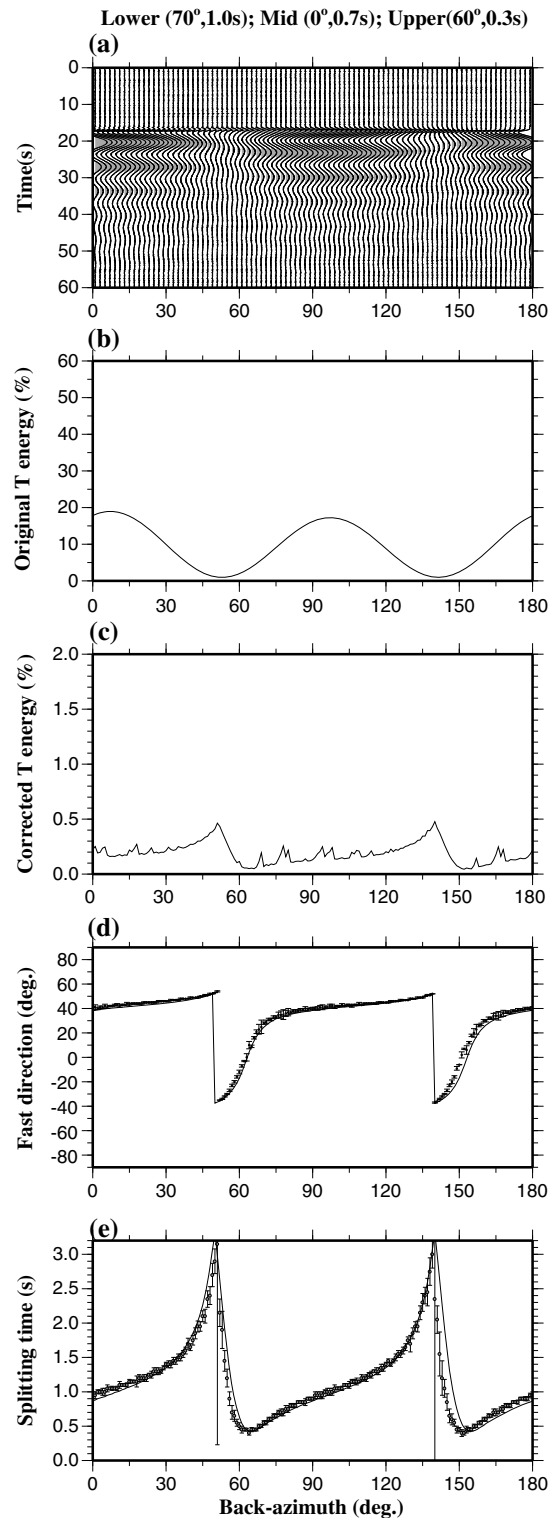 Lower (70°,1.0s); Mid (0°,0.7s); Upper(60°,0.3s)
(a)
0
10
20
30
40
50
60
Time(s)
0 30 60 90 120 150 180
(b)
60
50
40
30
20
10
0
Original T energy (%)
0 30 60 90 120 150 180
(c)
2.0
1.5
1.0
0.5
0.0
Corrected T energy (%)
0 30 60 90 120 150 180
(d)
80
60
40
20
0
-20
-40
-60
-80
Fast direction (deg.)
0 30 60 90 120 150 180
(e)
3.0
2.5
2.0
1.5
1.0
0.5
0.0
Splitting time (s)
0 30 60 90 120 150 180
Back-azimuth (deg.)